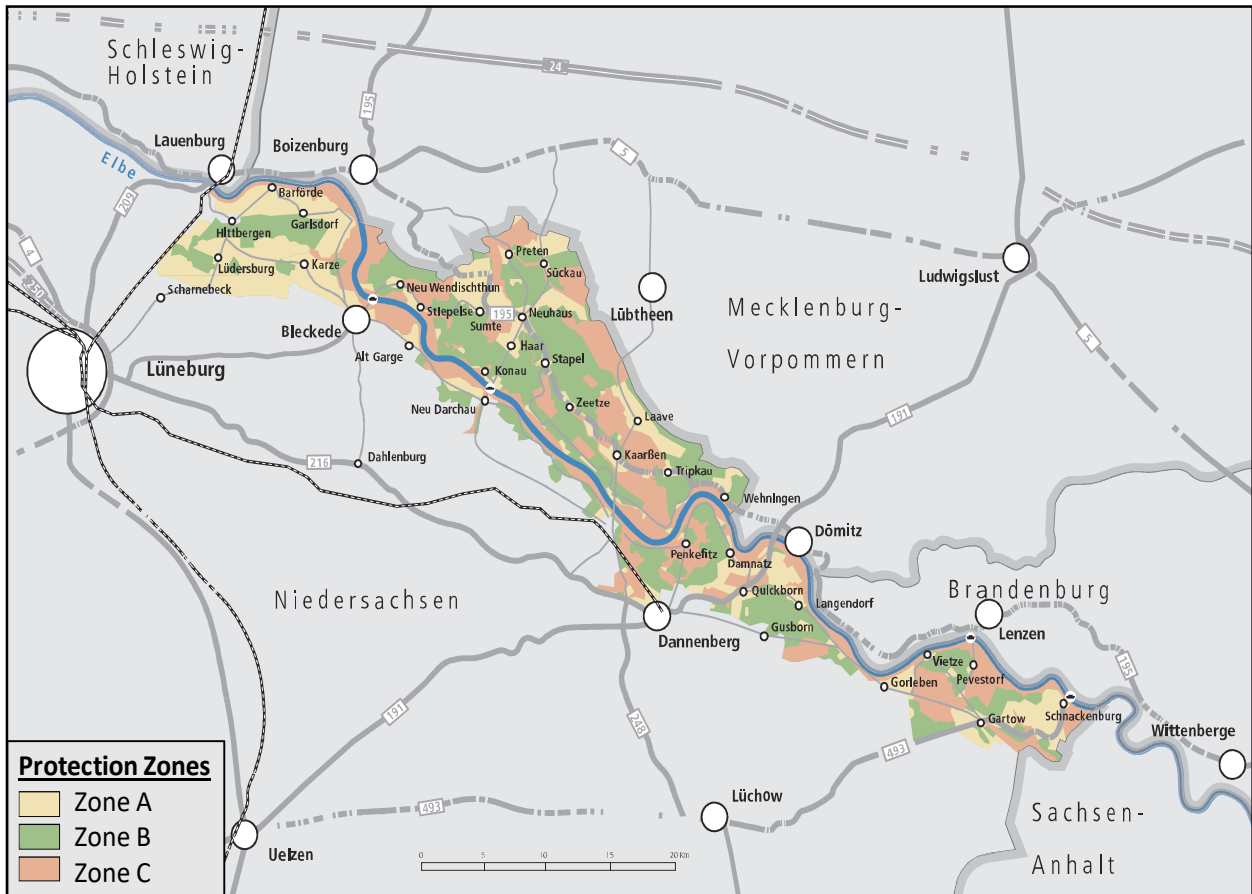 Schleswig-
Holstein
24
195
Lauenburg
Boizenburg
Elbe
5
209
Barförde
Garlsdorf
Hittbergen
Preten
4
Lüdersburg
Karze
Sückau
Ludwigslust
250
Neu Wendischthun
Scharnebeck
Stiepelse
195
Neuhaus
Lübtheen
Mecklenburg-
Sumte
Bleckede
5
Alt Garge
Haar
Vorpommern
Lüneburg
Stapel
Konau
Neu Darchau
Zeetze
191
Laave
216
Dahlenburg
Kaarßen
Tripkau
Wehningen
Dömitz
Penkefitz
Damnatz
Brandenburg
Niedersachsen
Quickborn
Langendorf
Dannenberg
Gusborn
Lenzen
195
Vietze
Pevestorf
Gorleben
191
Schnackenburg
248
Gartow
Wittenberge
493
Protection Zones
Zone A
Zone B
Zone C
493
Lüchow
Sachsen-
Uelzen
0 5 10 15 20 Km
Anhalt